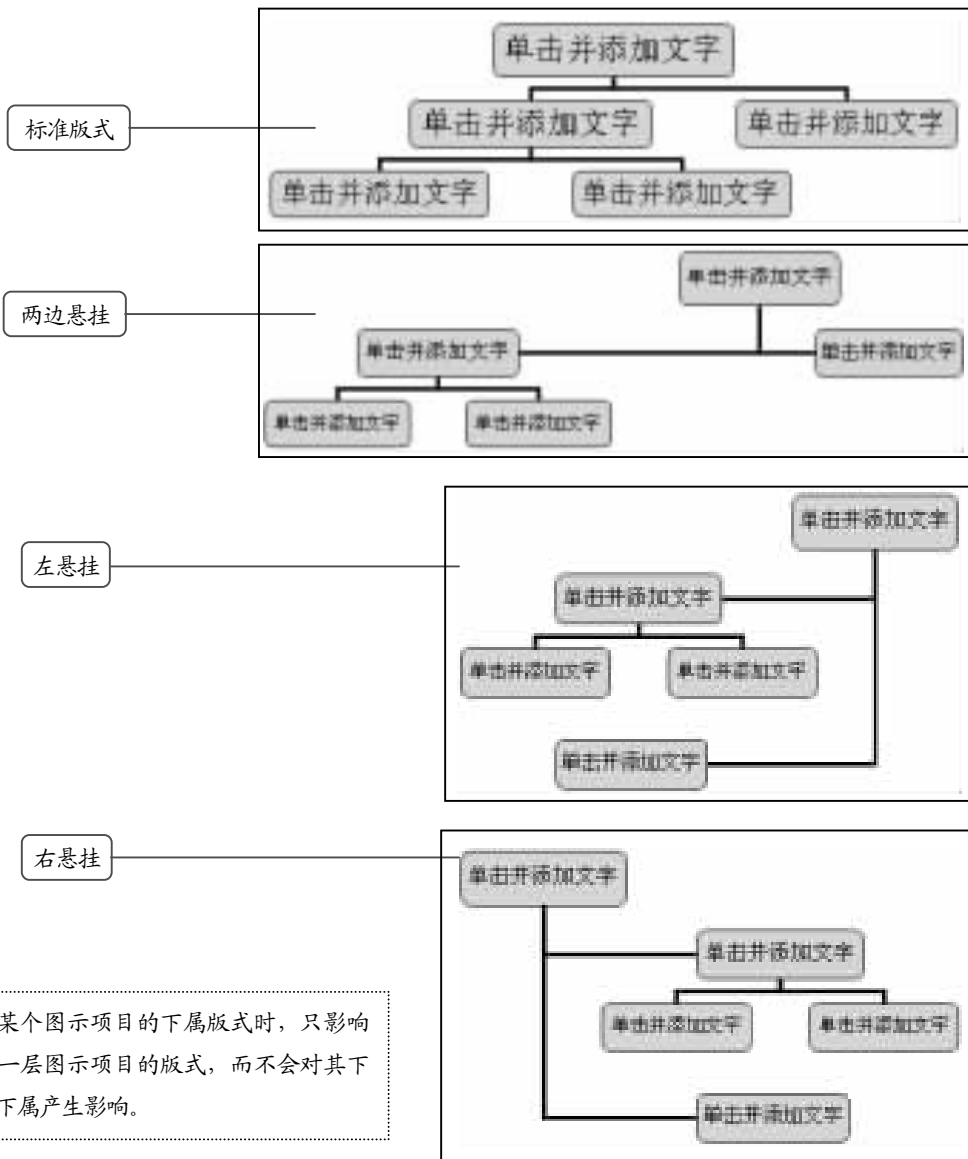 单击并添加文字
标准版式
单击并添加文字 单击并添加文字
单击并添加文字 单击并添加文字
单击并添加文字
两边悬挂
单击并添加文字 单击并添加文字
单击并添加文字 单击并添加文字
单击并添加文字
左悬挂
单击并添加文字
单击并添加文字 单击并添加文字
单击并添加文字
右悬挂
单击并添加文字
单击并添加文字
单击并添加文字 单击并添加文字
单击并添加文字
某个图示项目的下属版式时，只影响
一层图示项目的版式，而不会对其下
下属产生影响。